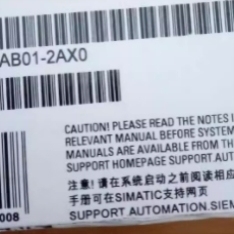 AB01-2AX0
CAUTION! PLEASE READ THE NOTES I
RELEVANT MANUAL BEFORE SYSTEM
MANUALS ARE AVAILABLE FROM THE
SUPPORT HOMEPAGE SUPPORT.AUT
注意! 请在系统启动之前阅读相应
手册可在SIMATIC支持网页
SUPPORT AUTOMATION.SIEM
008